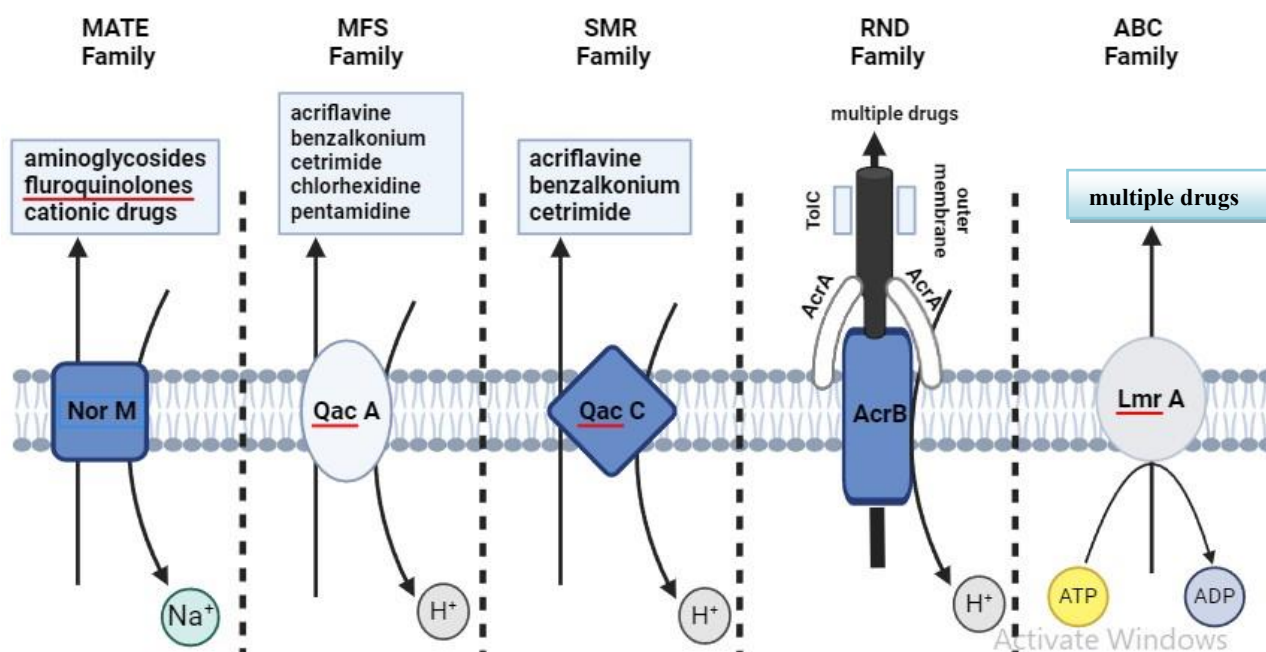 MATE
Family
MFS
Family
SMR
Family
RND
Family
ABC
Family
aminoglycosides
fluroquinolones
cationic drugs
acriflavine
benzalkonium
cetrimide
chlorhexidine
pentamidine
acriflavine
benzalkonium
cetrimide
multiple drugs
TolC
outer
membrane
AcrA
AcrA
multiple drugs
Nor M
Qac A
Qac C
AcrB
Lmr A
Na⁺
H⁺
H⁺
H⁺
ATP
ADP
Activate Windows